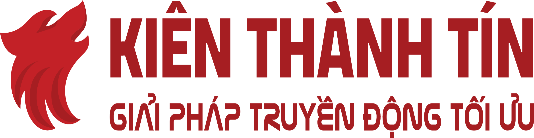 KIÊN THÀNH TÍN
GIẢI PHÁP TRUYỀN ĐỘNG TỐI ƯU